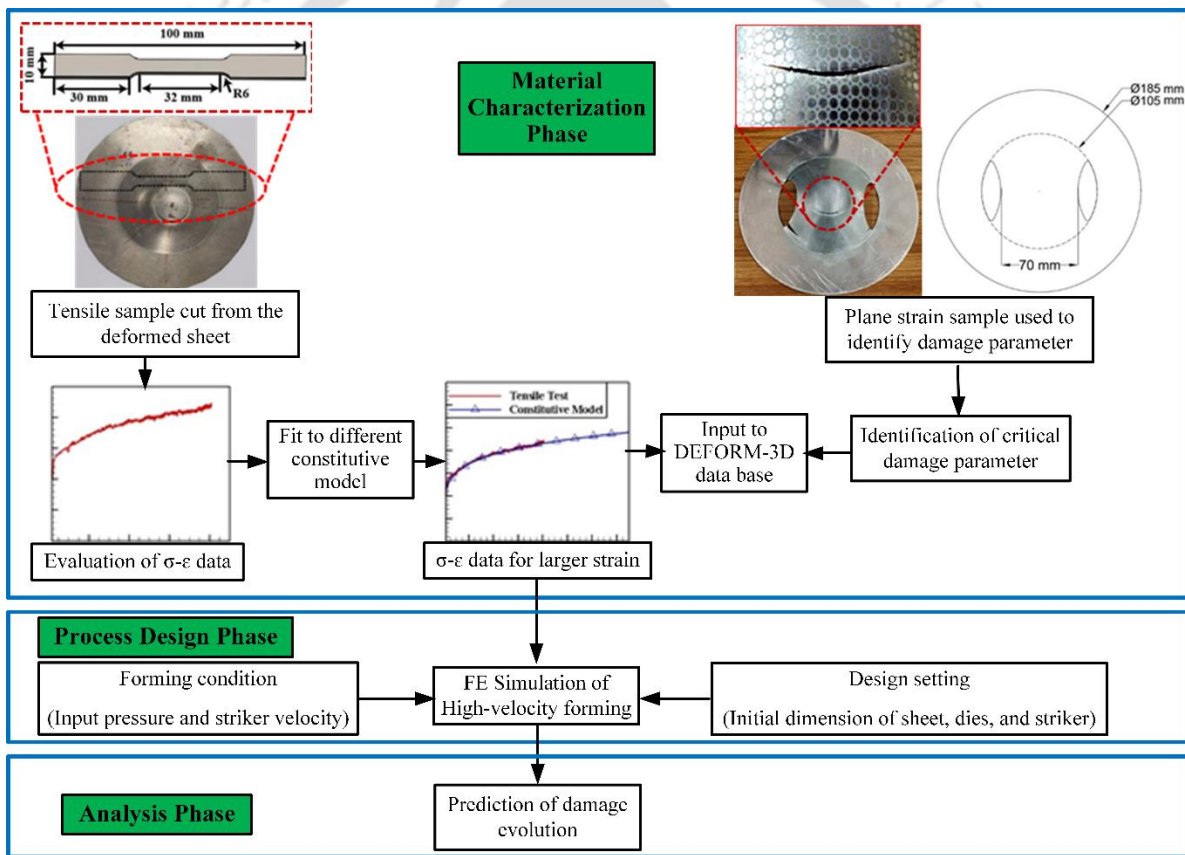 100 mm
10 mm
30 mm
32 mm
R6
Material
Characterization
Phase
Ø185 mm
Ø105 mm
70 mm
Tensile sample cut from the
deformed sheet
Plane strain sample used to
identify damage parameter
Tensile Test
Constitutive Model
Fit to different
constitutive
model
Input to
DEFORM-3D
data base
Identification of critical
damage parameter
Evaluation of σ-ε data
σ-ε data for larger strain
Process Design Phase
Forming condition
(Input pressure and striker velocity)
FE Simulation of
High-velocity forming
Design setting
(Initial dimension of sheet, dies, and striker)
Analysis Phase
Prediction of damage
evolution